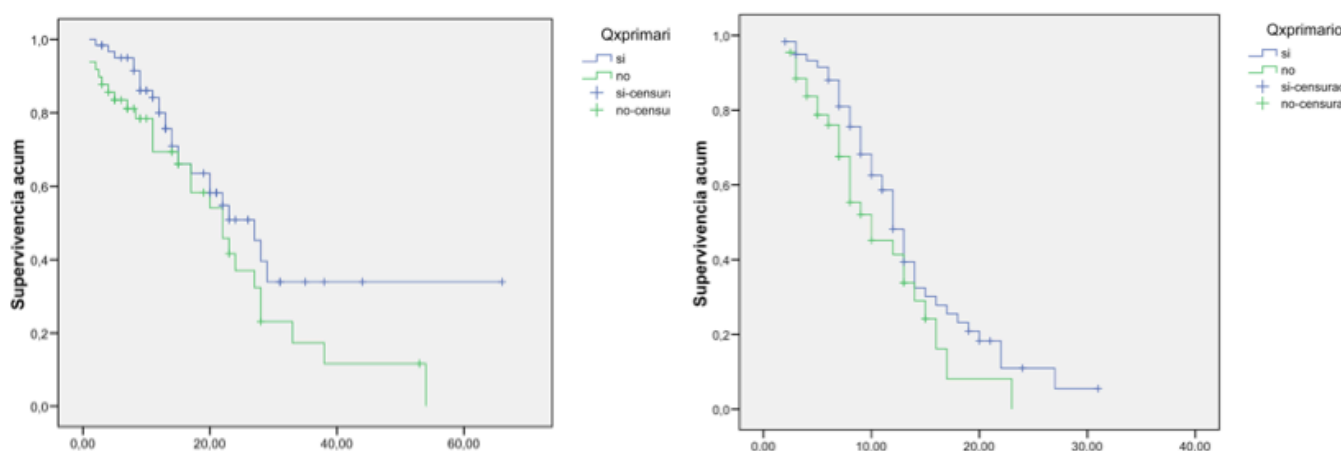 Qxprimari
si
no
si-censura
no-censu
1,0
0,8
0,6
0,4
0,2
0,0
Supervivencia acum
0,00
20,00
40,00
60,00
Qxprimario
si
no
si-censurad
no-censura
1,0
0,8
0,6
0,4
0,2
0,0
Supervivencia acum
0.00
10.00
20.00
30.00
40.00